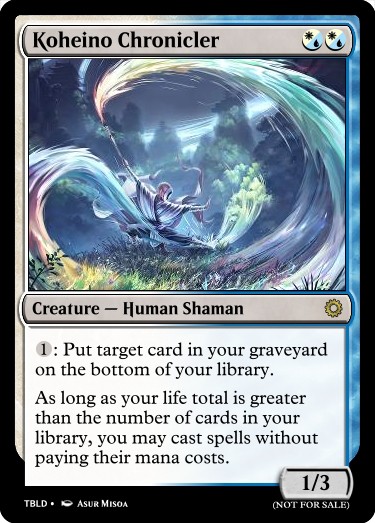 Koheino Chronicler
Creature — Human Shaman
1: Put target card in your graveyard
on the bottom of your library.
As long as your life total is greater
than the number of cards in your
library, you may cast spells without
paying their mana costs.
1/3
TBLD • Asur Misoa
(NOT FOR SALE)